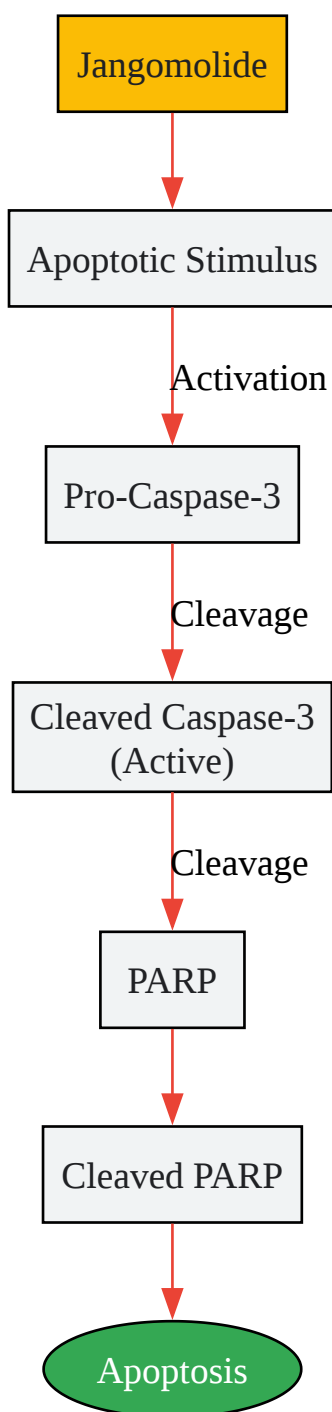 Jangomolide
Apoptotic Stimulus
Activation
Pro-Caspase-3
Cleavage
Cleaved Caspase-3
(Active)
Cleavage
PARP
Cleaved PARP
Apoptosis